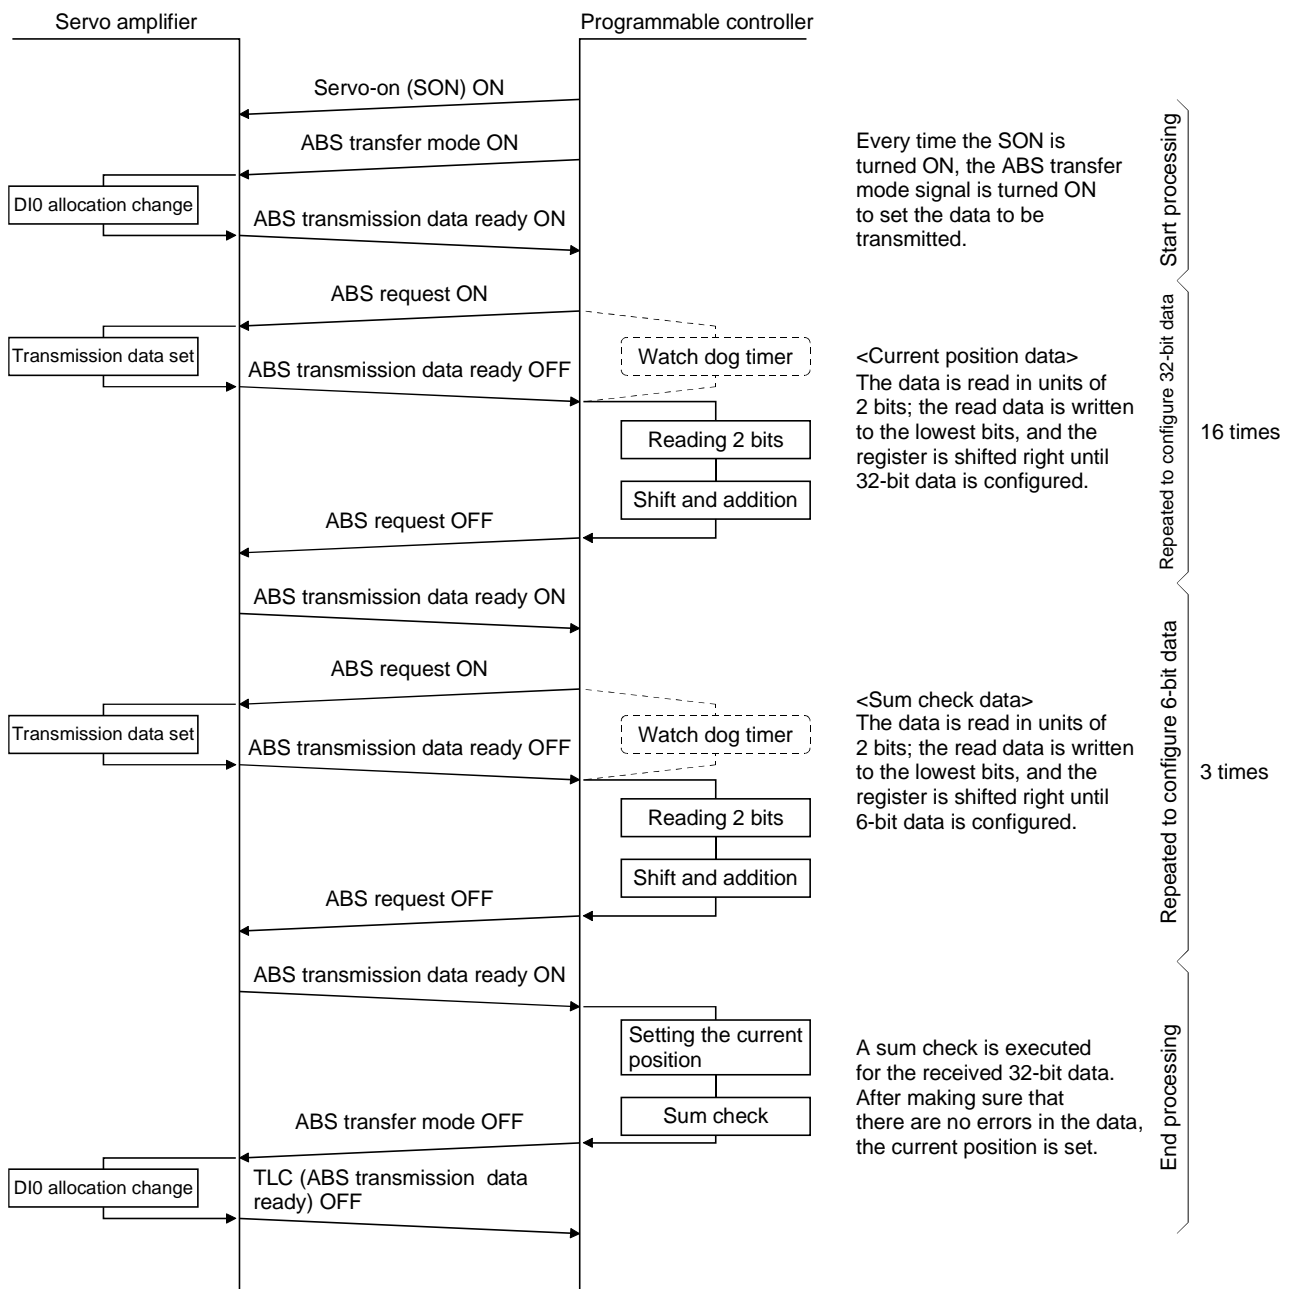 Servo amplifier
Programmable controller
Servo-on (SON) ON
ABS transfer mode ON
DI0 allocation change
ABS transmission data ready ON
Every time the SON is
turned ON, the ABS transfer
mode signal is turned ON
to set the data to be
transmitted.
Start processing
ABS request ON
Transmission data set
Watch dog timer
ABS transmission data ready OFF
Reading 2 bits
Shift and addition
ABS request OFF
<Current position data>
The data is read in units of
2 bits; the read data is written
to the lowest bits, and the
register is shifted right until
32-bit data is configured.
Repeated to configure 32-bit data
16 times
ABS transmission data ready ON
ABS request ON
Transmission data set
Watch dog timer
ABS transmission data ready OFF
Reading 2 bits
Shift and addition
ABS request OFF
<Sum check data>
The data is read in units of
2 bits; the read data is written
to the lowest bits, and the
register is shifted right until
6-bit data is configured.
Repeated to configure 6-bit data
3 times
ABS transmission data ready ON
Setting the current
position
Sum check
ABS transfer mode OFF
DI0 allocation change
TLC (ABS transmission data
ready) OFF
A sum check is executed
for the received 32-bit data.
After making sure that
there are no errors in the data,
the current position is set.
End processing